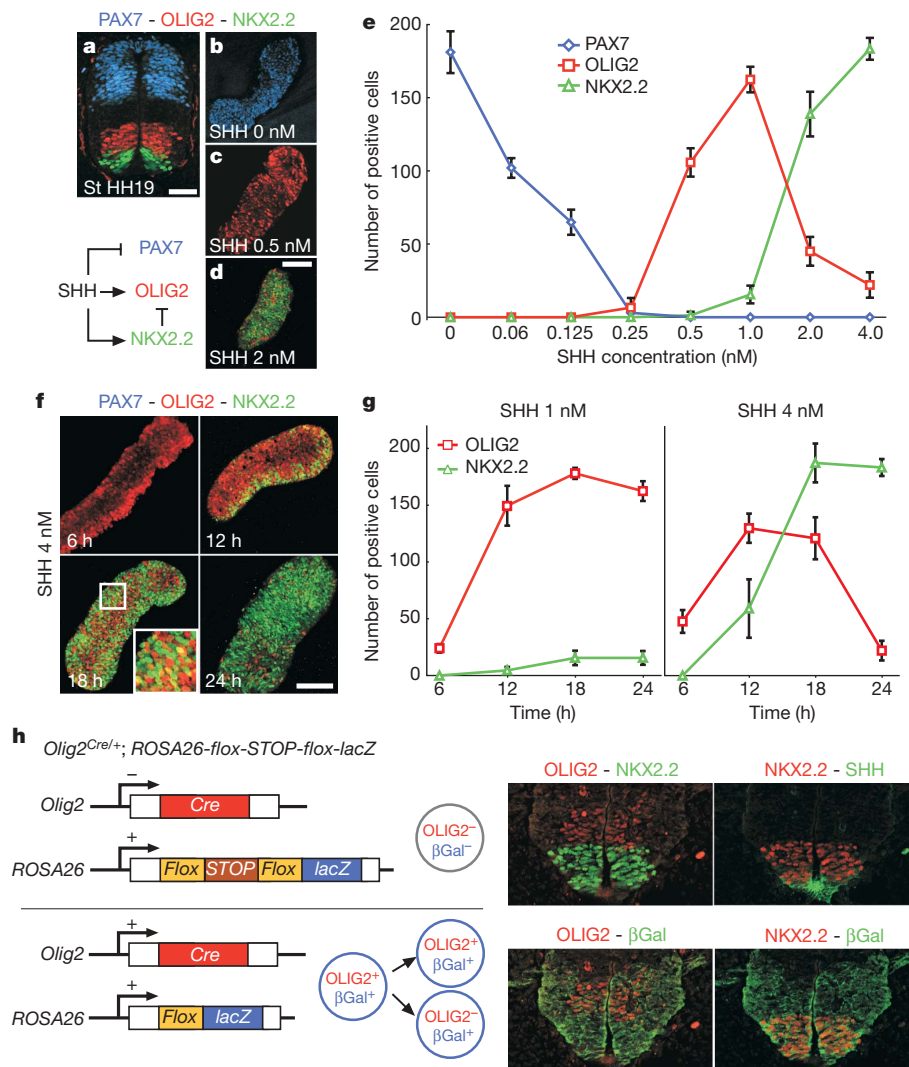 PAX7 - OLIG2 - NKX2.2
a
St HH19
b
SHH 0 nM
c
SHH 0.5 nM
d
SHH 2 nM
SHH
PAX7
OLIG2
NKX2.2
e
PAX7
OLIG2
NKX2.2
Number of positive cells
200
150
100
50
0
0 0.06 0.125 0.25 0.5 1.0 2.0 4.0
SHH concentration (nM)
f
PAX7 - OLIG2 - NKX2.2
SHH 4 nM
6 h
12 h
18 h
24 h
g
SHH 1 nM
SHH 4 nM
OLIG2
NKX2.2
Number of positive cells
200
150
100
50
0
6 12 18 24
6 12 18 24
Time (h)
Time (h)
h
Olig2Cre/+; ROSA26-flox-STOP-flox-lacZ
−
Olig2
Cre
+
ROSA26
Flox STOP Flox lacZ
OLIG2−
βGal−
+
Olig2
Cre
+
ROSA26
Flox lacZ
OLIG2+
βGal+
OLIG2+
βGal+
OLIG2−
βGal+
OLIG2 - NKX2.2
NKX2.2 - SHH
OLIG2 - βGal
NKX2.2 - βGal